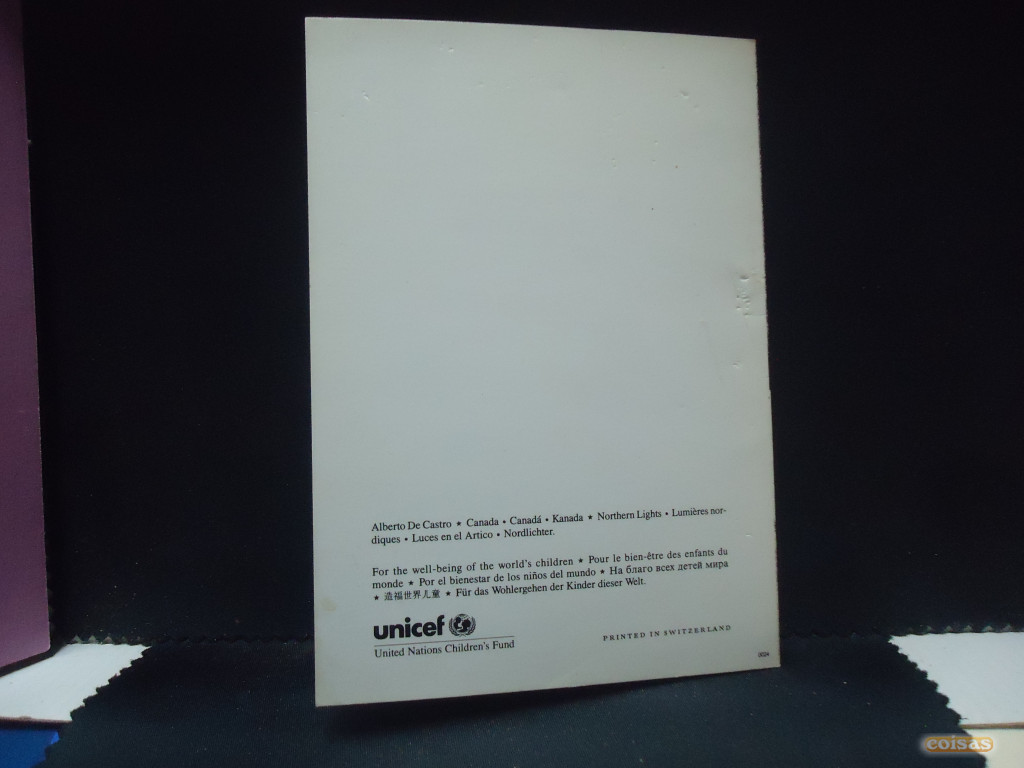 Alberto De Castro ★ Canada • Canadá • Kanada ★ Northern Lights • Lumières nor-
diques • Luces en el Artico • Nordlichter.
For the well-being of the world's children ★ Pour le bien-être des enfants du
monde ★ Por el bienestar de los niños del mundo ★ На благо всех детей мира
★ 造福世界儿童 ★ Für das Wohlergehen der Kinder dieser Welt.
unicef
United Nations Children's Fund
PRINTED IN SWITZERLAND
coisas